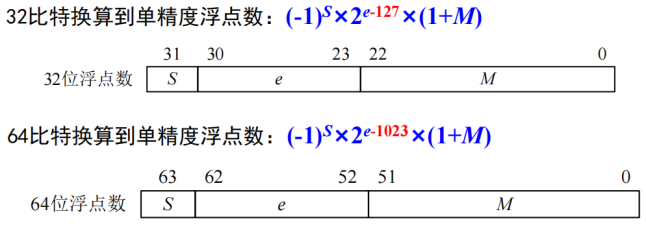 32比特换算到单精度浮点数：(-1)^S×2^e-127×(1+M)
31 30 23 22 0
32位浮点数 S e M
64比特换算到单精度浮点数：(-1)^S×2^e-1023×(1+M)
63 62 52 51 0
64位浮点数 S e M